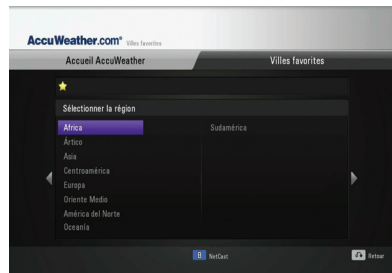 AccuWeather.com® Villes favorites
Accueil AccuWeather
Villes favorites
Sélectionner la région
Africa
Ártico
Asia
Centroamérica
Europa
Oriente Medio
América del Norte
Oceanía
Sudamérica
B NetCast
Retour